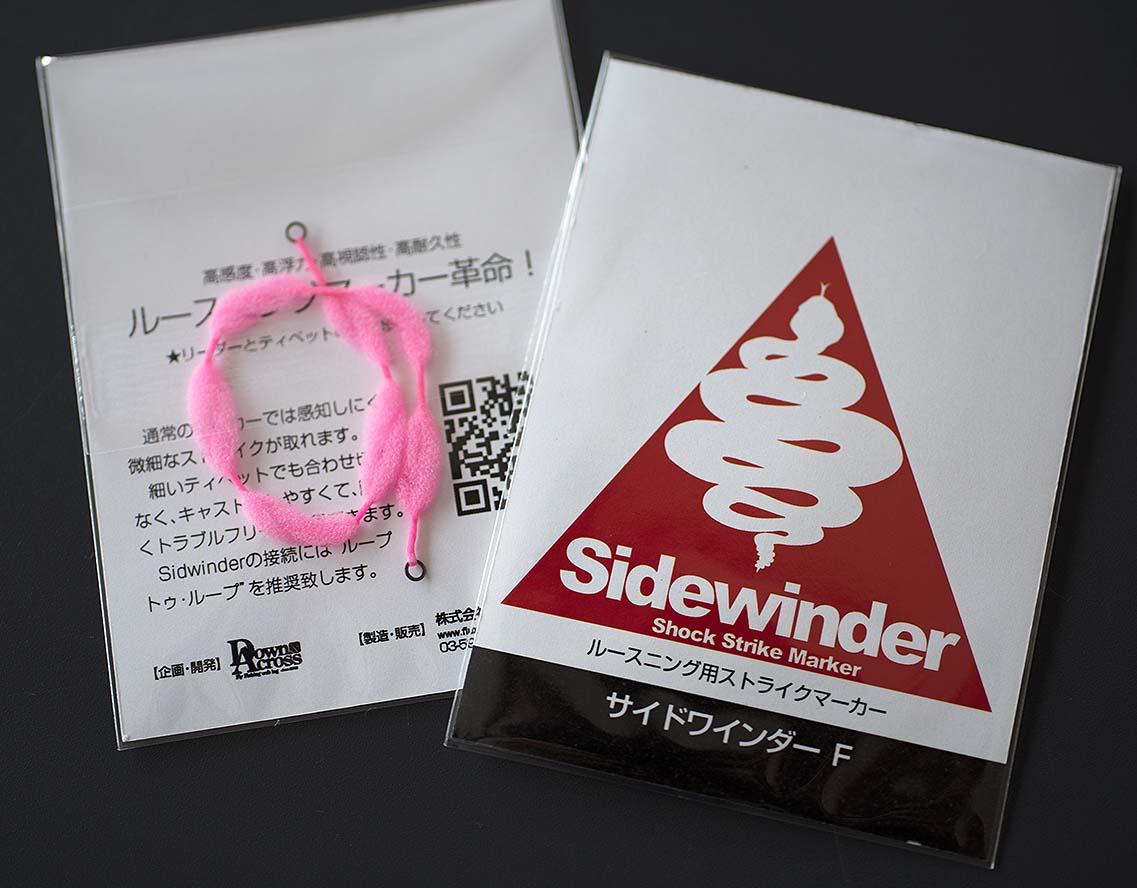 高感度・高浮力・高視認性・高耐久性
ルース マーカー革命！
★リーダーとティペット てください
通常の カーでは感知しにく
微細なストライクが取れます。
細いティペットでも合わせ
なく、キャスト やすくて、
くトラブルフリー ます。
Sidwinderの接続には"ループ
トゥ・ループ"を推奨致します。
【企画・開発】
Down
Across
【製造・販売】
株式会
www.flu
03-59
Sidewinder
Shock Strike Marker
ルースニング用ストライクマーカー
サイドワインダー F